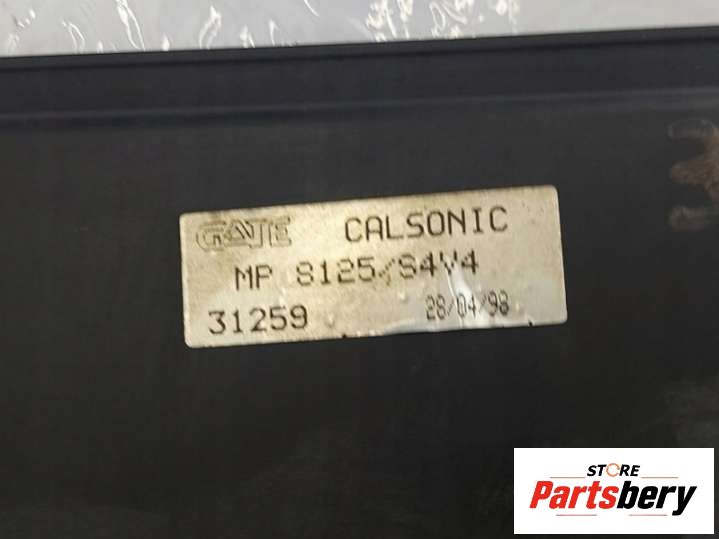 GATE CALSONIC
MP 8125/S4V4
31259 28/04/98
STORE
Partsbery